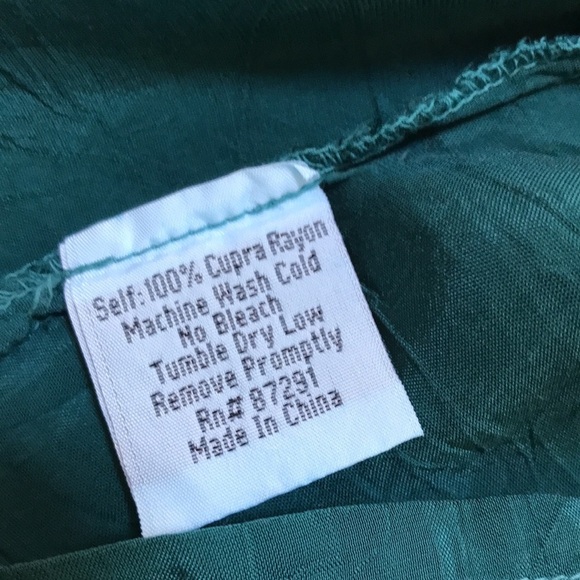 Self:100% Cupra Rayon
Machine Wash Cold
No Bleach
Tumble Dry Low
Remove Promptly
Rn# 87291
Made In China